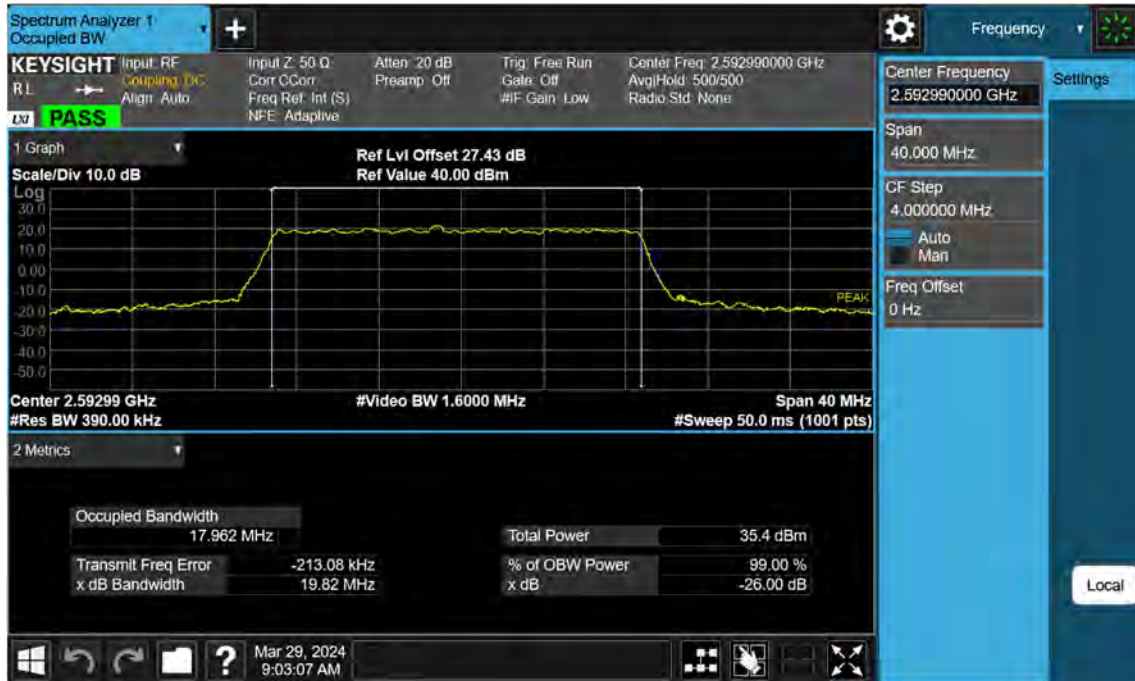 Spectrum Analyzer 1
Occupied BW
+
Frequency
KEYSIGHT
RL
LXI
PASS
Input: RF
Coupling: DC
Align: Auto
Input Z: 50 Ω
Corr CCorr
Freq Ref: Int (S)
NFE: Adaptive
Atten: 20 dB
Preamp: Off
Trig: Free Run
Gate: Off
#IF Gain: Low
Center Freq: 2.592990000 GHz
Avg|Hold: 500/500
Radio Std: None
Center Frequency
2.592990000 GHz
Settings
Span
40.000 MHz
CF Step
4.000000 MHz
Auto
Man
Freq Offset
0 Hz
1 Graph
Scale/Div 10.0 dB
Ref Lvl Offset 27.43 dB
Ref Value 40.00 dBm
Log
30.0
20.0
10.0
0.00
-10.0
-20.0
-30.0
-40.0
-50.0
PEAK
Center 2.59299 GHz
#Video BW 1.6000 MHz
Span 40 MHz
#Res BW 390.00 kHz
#Sweep 50.0 ms (1001 pts)
2 Metrics
Occupied Bandwidth
17.962 MHz
Total Power 35.4 dBm
Transmit Freq Error -213.08 kHz
% of OBW Power 99.00 %
x dB Bandwidth 19.82 MHz
x dB -26.00 dB
Local
?
Mar 29, 2024
9:03:07 AM